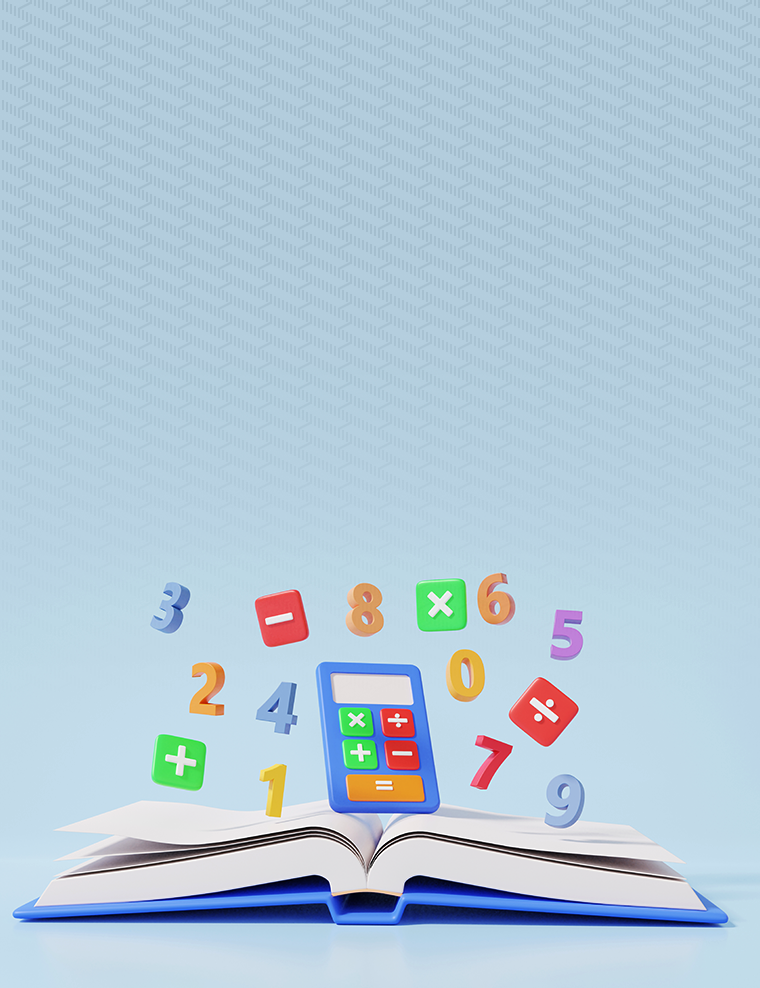 3 − 8 × 6 5
2 4 0 ÷
× ÷
+ −
=
+ 1 7 9